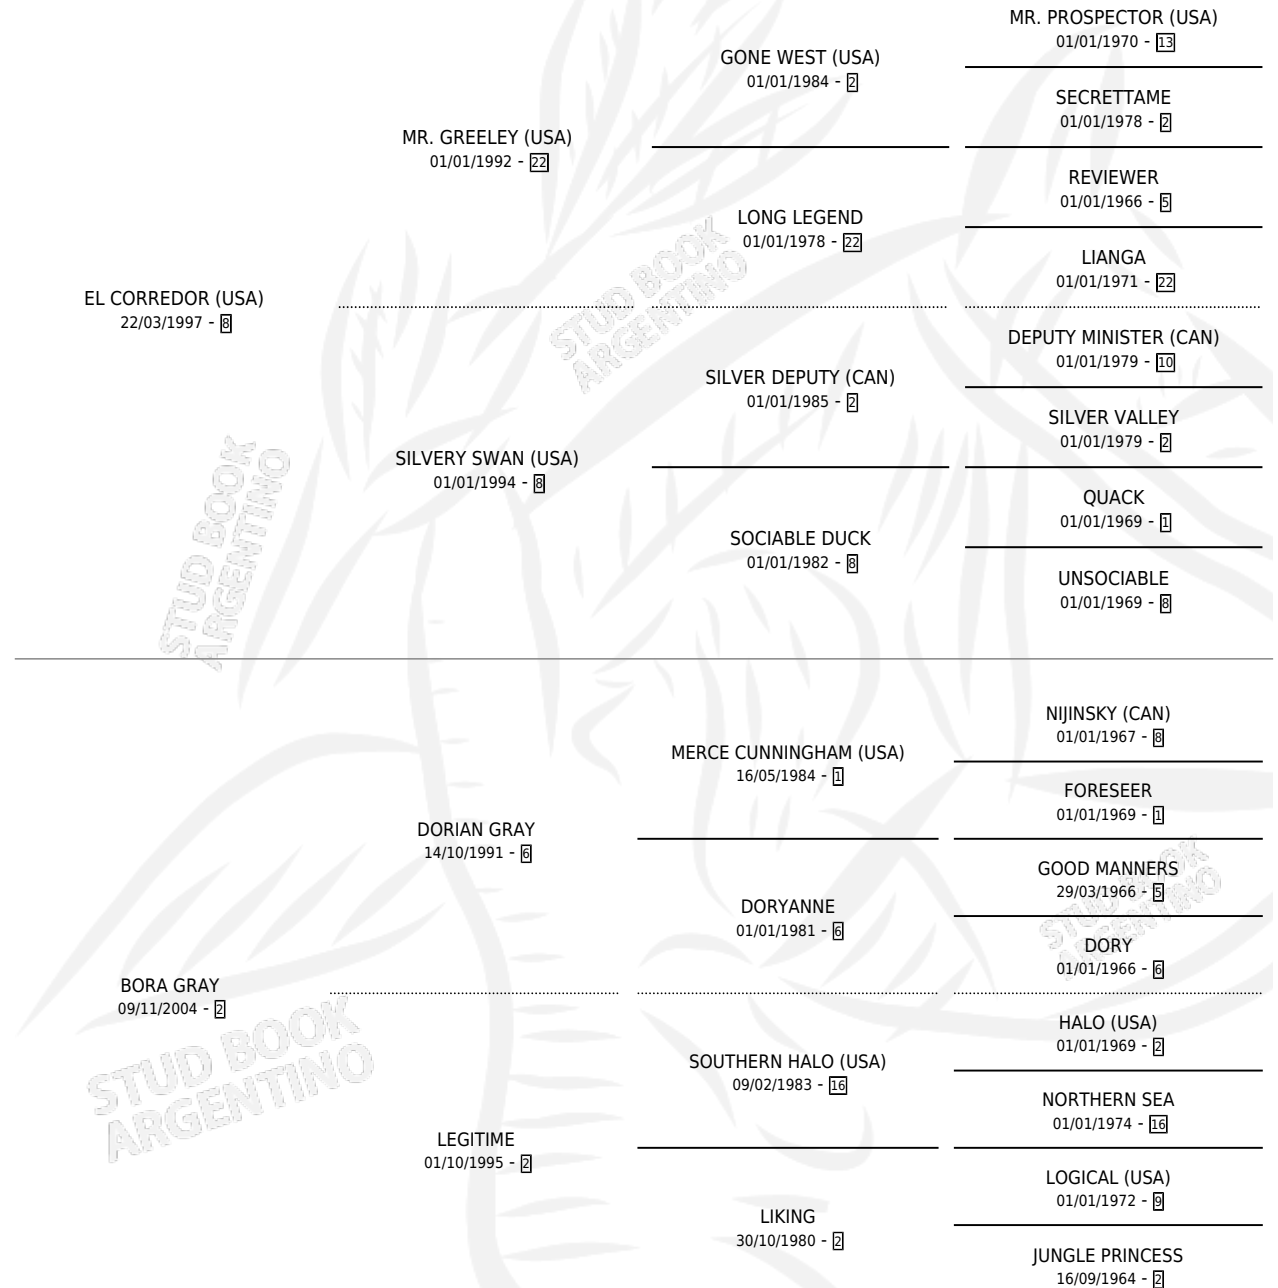 MR. PROSPECTOR (USA)
01/01/1970 - 13
GONE WEST (USA)
01/01/1984 - 2
SECRETTAME
01/01/1978 - 2
MR. GREELEY (USA)
01/01/1992 - 22
REVIEWER
01/01/1966 - 5
LONG LEGEND
01/01/1978 - 22
LIANGA
01/01/1971 - 22
EL CORREDOR (USA)
22/03/1997 - 8
DEPUTY MINISTER (CAN)
01/01/1979 - 10
SILVER DEPUTY (CAN)
01/01/1985 - 2
SILVER VALLEY
01/01/1979 - 2
SILVERY SWAN (USA)
01/01/1994 - 8
QUACK
01/01/1969 - 1
SOCIABLE DUCK
01/01/1982 - 8
UNSOCIABLE
01/01/1969 - 8
NIJINSKY (CAN)
01/01/1967 - 8
MERCE CUNNINGHAM (USA)
16/05/1984 - 1
FORESEER
01/01/1969 - 1
DORIAN GRAY
14/10/1991 - 6
GOOD MANNERS
29/03/1966 - 5
DORYANNE
01/01/1981 - 6
DORY
01/01/1966 - 6
BORA GRAY
09/11/2004 - 2
HALO (USA)
01/01/1969 - 2
SOUTHERN HALO (USA)
09/02/1983 - 16
NORTHERN SEA
01/01/1974 - 16
LEGITIME
01/10/1995 - 2
LOGICAL (USA)
01/01/1972 - 9
LIKING
30/10/1980 - 2
JUNGLE PRINCESS
16/09/1964 - 2
STUD BOOK
ARGENTINO
STUD BOOK
ARGENTINO
STUD BOOK
ARGENTINO
STUD BOOK
ARGENTINO